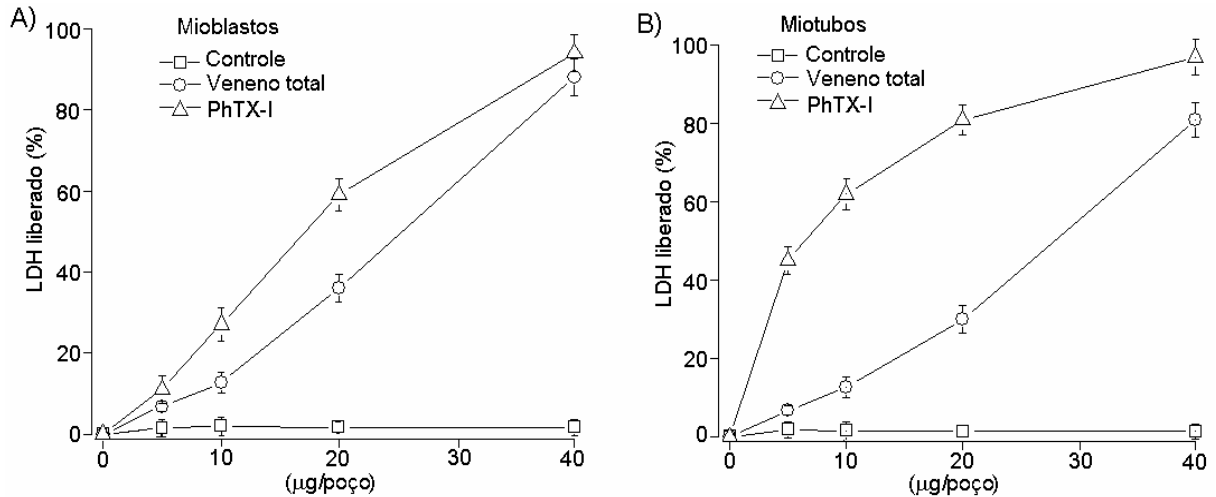 A)
Mioblastos
Controle
Veneno total
PhTX-I
LDH liberado (%)
100
80
60
40
20
0
0
10
20
30
40
(µg/poço)
B)
Miotubos
Controle
Veneno total
PhTX-I
LDH liberado (%)
100
80
60
40
20
0
0
10
20
30
40
(µg/poço)